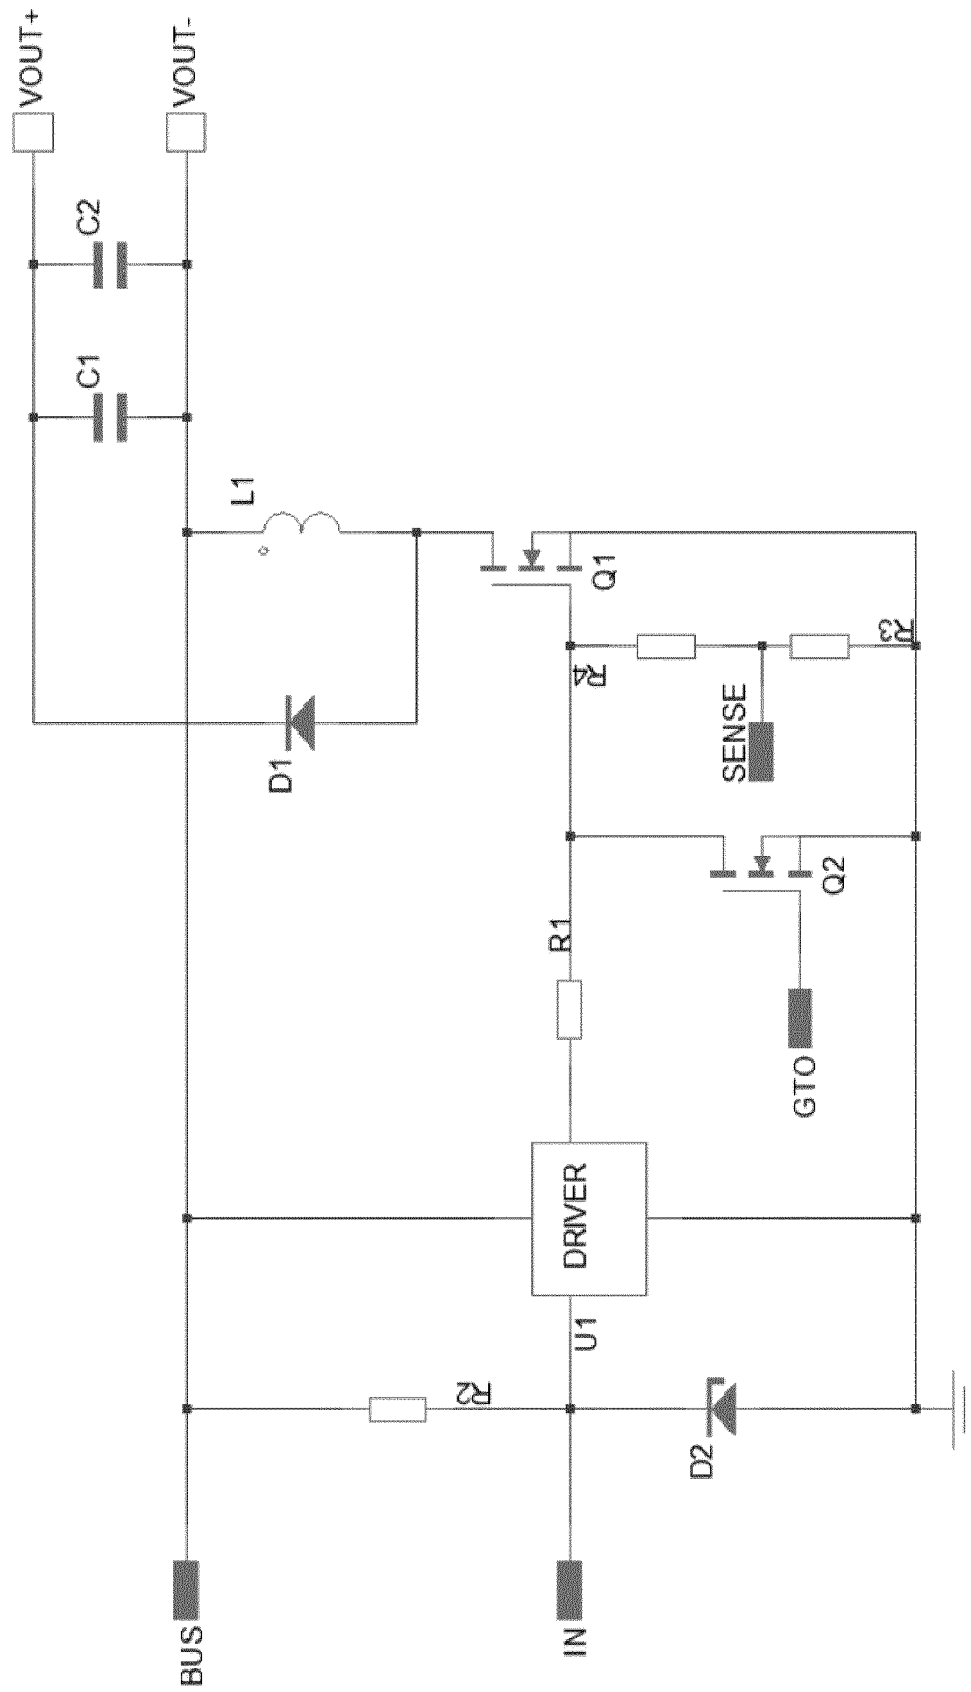 VOUT+
VOUT-
C2
C1
L1
D1
Q1
R3
R4
SENSE
Q2
R1
GTO
DRIVER
U1
R2
D2
BUS
IN